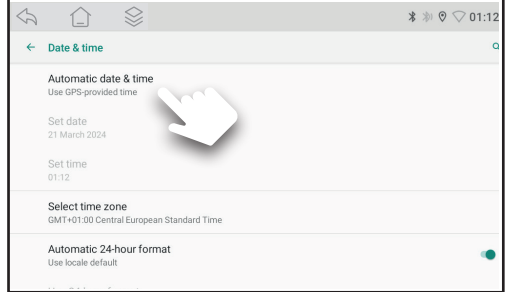 01:12
Date & time
Automatic date & time
Use GPS-provided time
Set date
21 March 2024
Set time
01:12
Select time zone
GMT+01:00 Central European Standard Time
Automatic 24-hour format
Use locale default